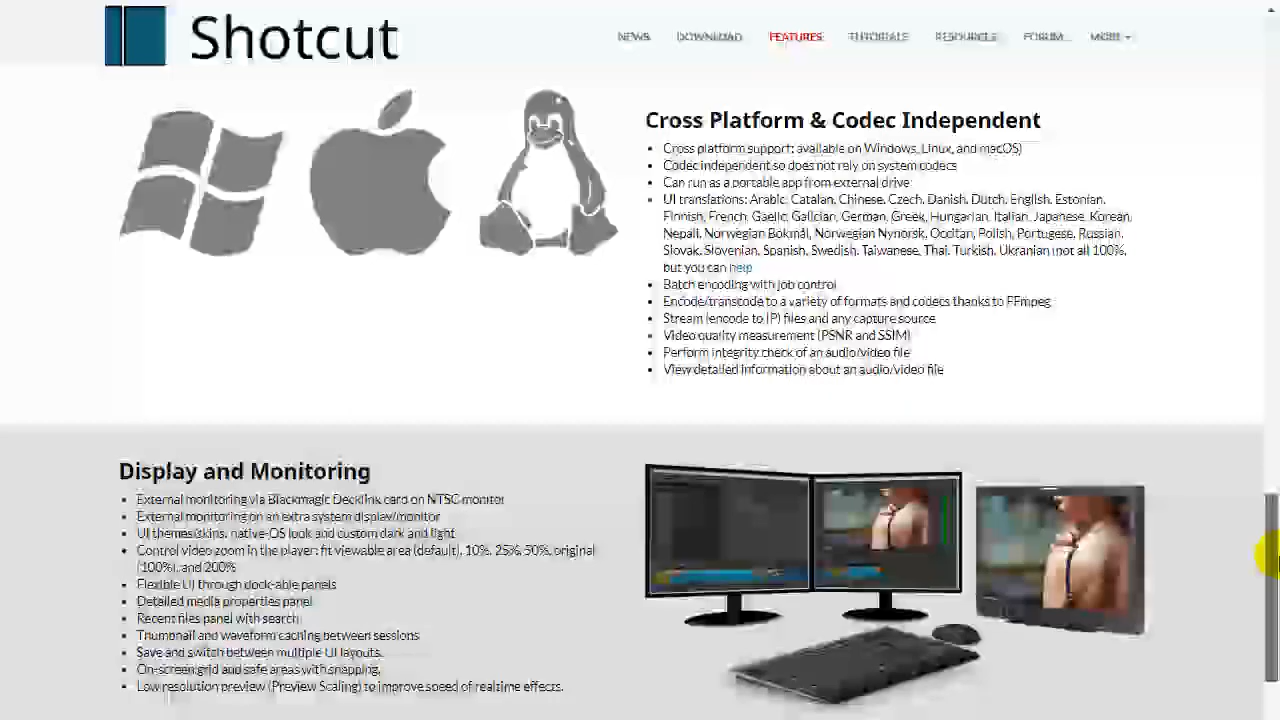 Shotcut
NEWS DOWNLOAD FEATURES TUTORIALS RESOURCES FORUM MORE
Cross Platform & Codec Independent
Cross platform support: available on Windows, Linux, and macOS)
Codec independent so does not rely on system codecs
Can run as a portable app from external drive
UI translations: Arabic, Catalan, Chinese, Czech, Danish, Dutch, English, Estonian,
Finnish, French, Gaelic, Galician, German, Greek, Hungarian, Italian, Japanese, Korean,
Nepali, Norwegian Bokmål, Norwegian Nynorsk, Occitan, Polish, Portugese, Russian,
Slovak, Slovenian, Spanish, Swedish, Taiwanese, Thai, Turkish, Ukranian (not all 100%,
but you can help
Batch encoding with job control
Encode/transcode to a variety of formats and codecs thanks to FFmpeg
Stream (encode to IP) files and any capture source
Video quality measurement (PSNR and SSIM)
Perform integrity check of an audio/video file
View detailed information about an audio/video file
Display and Monitoring
External monitoring via Blackmagic Decklink card on NTSC monitor
External monitoring on an extra system display/monitor
UI themes/skins: native-OS look and custom dark and light
Control video zoom in the player: fit viewable area (default), 10%, 25%, 50%, original
(100%), and 200%
Flexible UI through dock-able panels
Detailed media properties panel
Recent files panel with search
Thumbnail and waveform caching between sessions
Save and switch between multiple UI layouts.
On-screen grid and safe areas with snapping.
Low resolution preview (Preview Scaling) to improve speed of realtime effects.